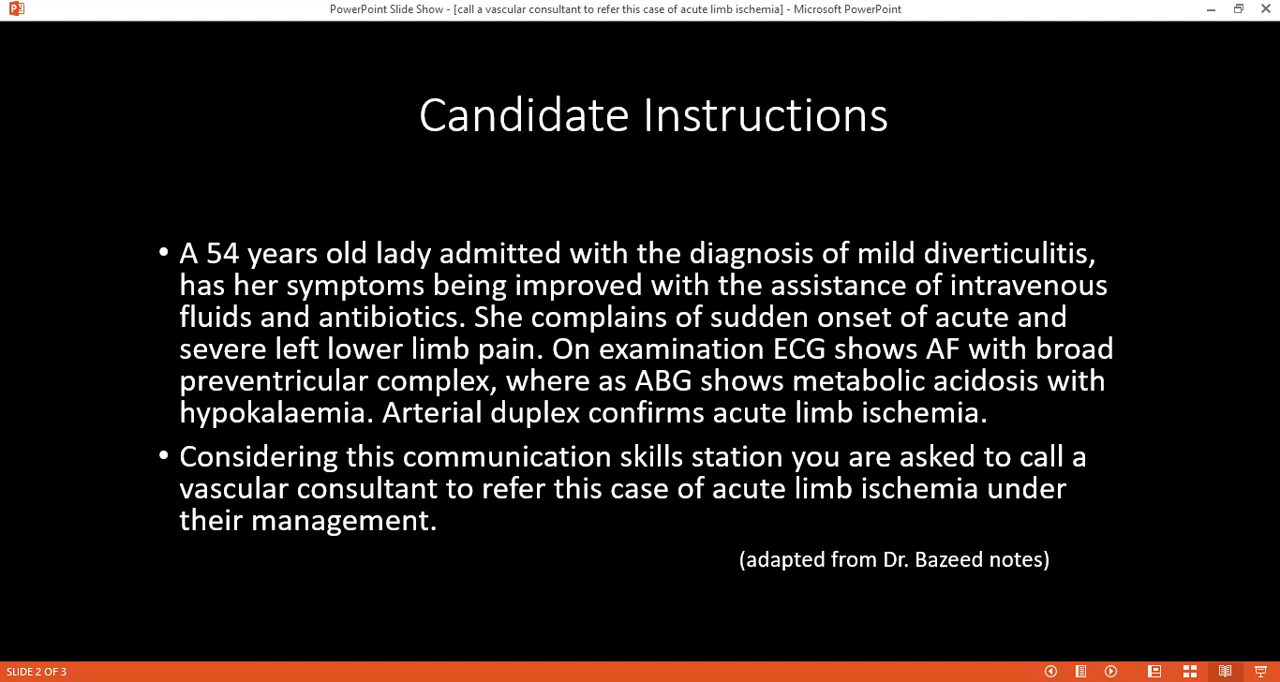 PowerPoint Slide Show - [call a vascular consultant to refer this case of acute limb ischemia] - Microsoft PowerPoint
Candidate Instructions
• A 54 years old lady admitted with the diagnosis of mild diverticulitis,
has her symptoms being improved with the assistance of intravenous
fluids and antibiotics. She complains of sudden onset of acute and
severe left lower limb pain. On examination ECG shows AF with broad
preventricular complex, where as ABG shows metabolic acidosis with
hypokalaemia. Arterial duplex confirms acute limb ischemia.
• Considering this communication skills station you are asked to call a
vascular consultant to refer this case of acute limb ischemia under
their management.
(adapted from Dr. Bazeed notes)
SLIDE 2 OF 3